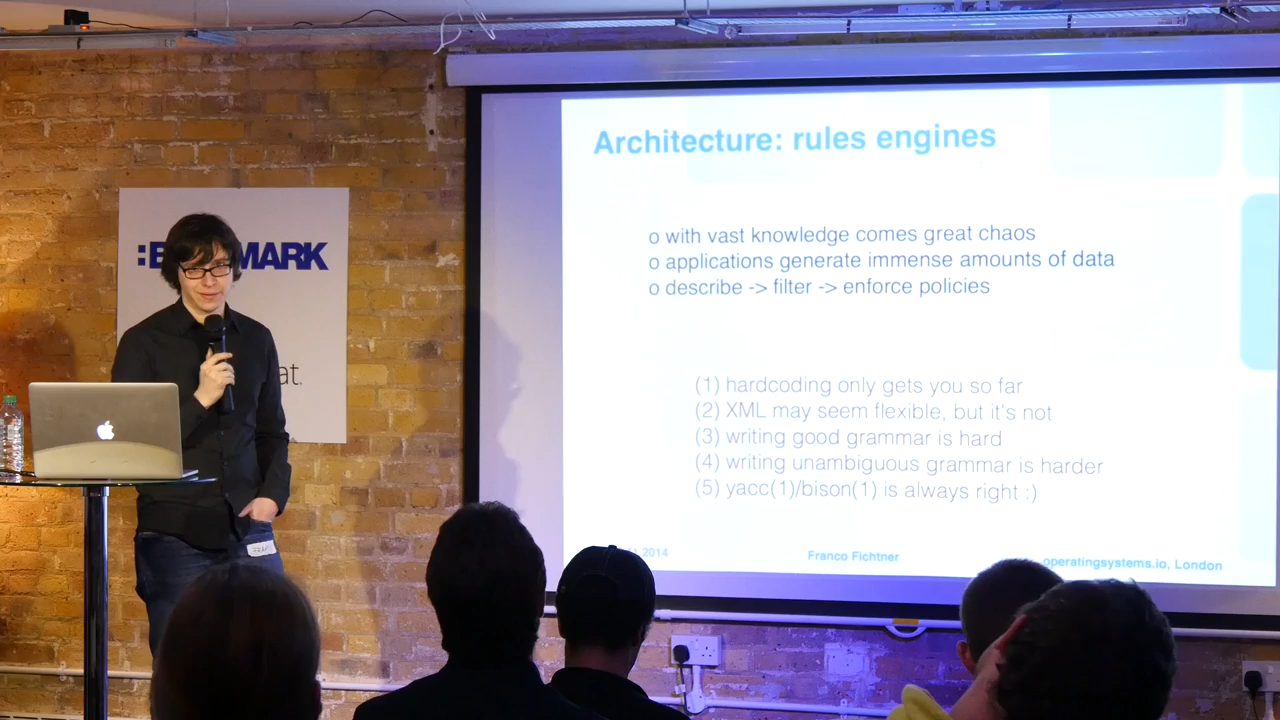 Architecture: rules engines
o with vast knowledge comes great chaos
o applications generate immense amounts of data
o describe -> filter -> enforce policies
(1) hardcoding only gets you so far
(2) XML may seem flexible, but it's not
(3) writing good grammar is hard
(4) writing unambiguous grammar is harder
(5) yacc(1)/bison(1) is always right :)
2014
Franco Fichtner
operatingsystems.io, London
:B MARK
at.